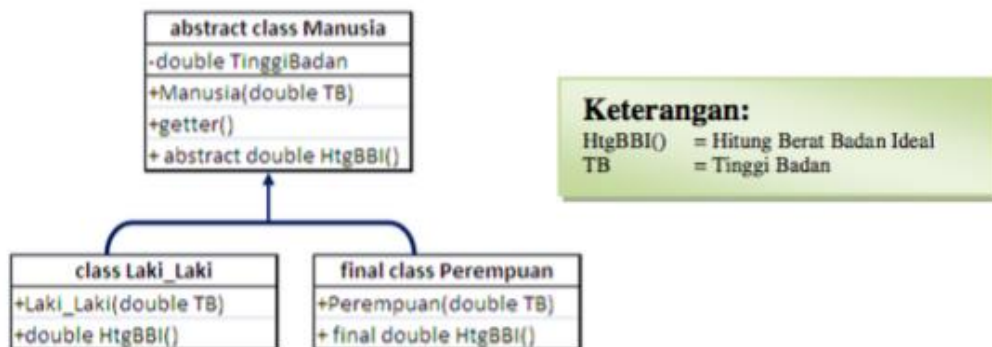 abstract class Manusia
-double TinggiBadan
+Manusia(double TB)
+getter()
+ abstract double HtgBBI()
Keterangan:
HtgBBI() = Hitung Berat Badan Ideal
TB = Tinggi Badan
class Laki_Laki
+Laki_Laki(double TB)
+double HtgBBI()
final class Perempuan
+Perempuan(double TB)
+ final double HtgBBI()